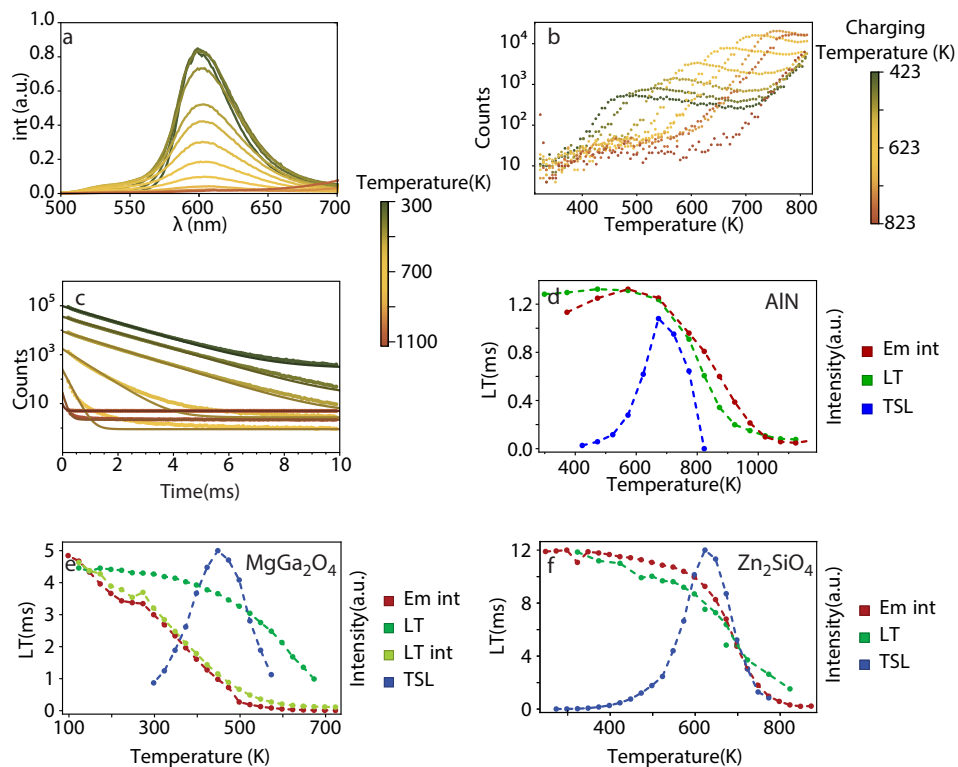 a
int (a.u.)
1.0
0.8
0.6
0.4
0.2
0.0
500
550
600
650
700
λ (nm)
Temperature(K)
300
700
1100
b
Counts
10⁴
10³
10²
10
400
500
600
700
800
Temperature (K)
Charging
Temperature (K)
423
623
823
c
Counts
10⁵
10³
10
0
2
4
6
8
10
Time(ms)
d
AlN
LT(ms)
1.2
0.8
0.4
0.0
400
600
800
1000
Temperature(K)
Intensity(a.u.)
Em int
LT
TSL
e
MgGa₂O₄
LT(ms)
5
4
3
2
1
0
100
300
500
700
Temperature (K)
Intensity(a.u.)
Em int
LT
LT int
TSL
f
Zn₂SiO₄
LT(ms)
12
8
4
0
400
600
800
Temperature(K)
Intensity(a.u.)
Em int
LT
TSL